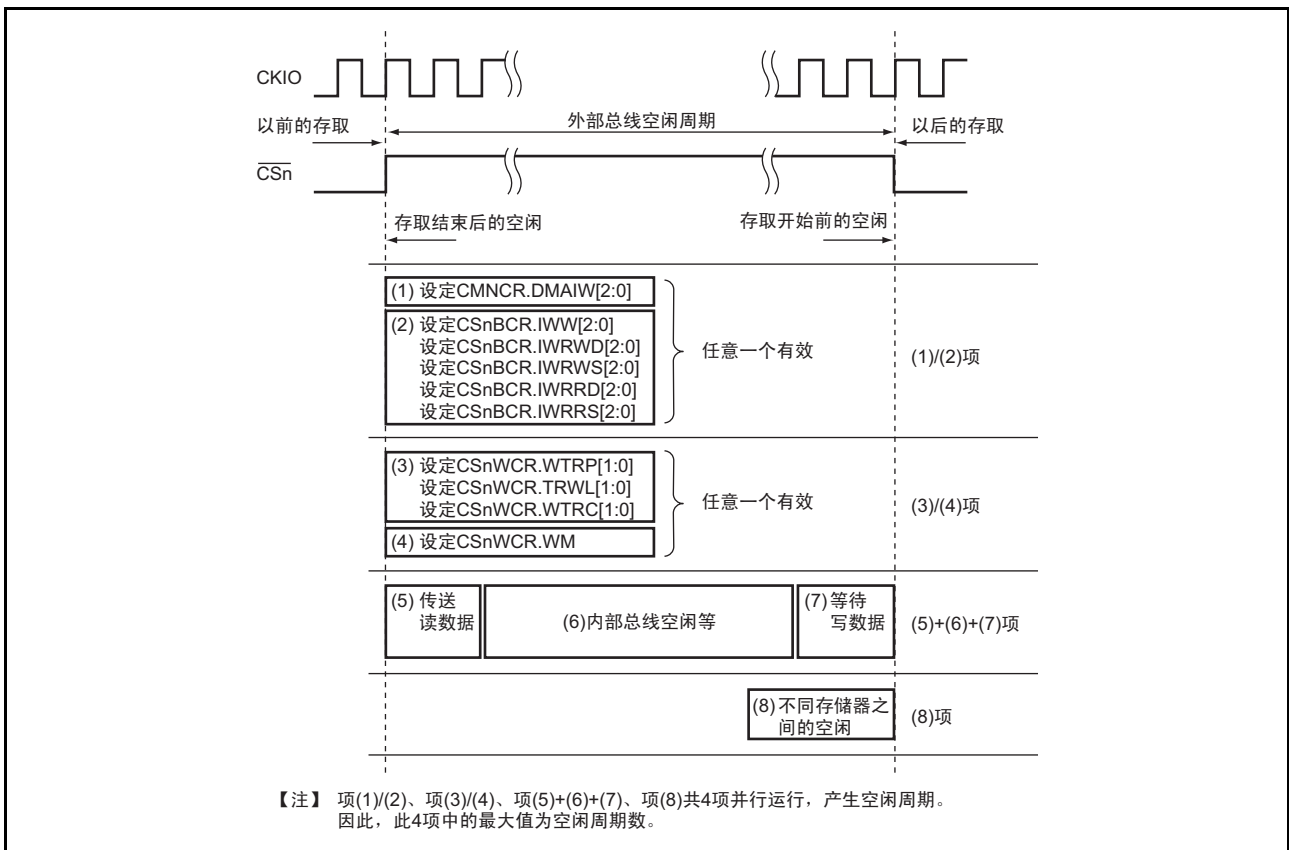 CKIO
以前的存取
外部总线空闲周期
以后的存取
CSn
存取结束后的空闲
存取开始前的空闲
(1) 设定CMNCR.DMAIW[2:0]
(2) 设定CSnBCR.IWW[2:0]
设定CSnBCR.IWRWD[2:0]
设定CSnBCR.IWRWS[2:0]
设定CSnBCR.IWRRD[2:0]
设定CSnBCR.IWRRS[2:0]
任意一个有效
(1)/(2)项
(3) 设定CSnWCR.WTRP[1:0]
设定CSnWCR.TRWL[1:0]
设定CSnWCR.WTRC[1:0]
(4) 设定CSnWCR.WM
任意一个有效
(3)/(4)项
(5) 传送
读数据
(6)内部总线空闲等
(7)等待
写数据
(5)+(6)+(7)项
(8)不同存储器之
间的空闲
(8)项
【注】 项(1)/(2)、项(3)/(4)、项(5)+(6)+(7)、项(8)共4项并行运行，产生空闲周期。
因此，此4项中的最大值为空闲周期数。